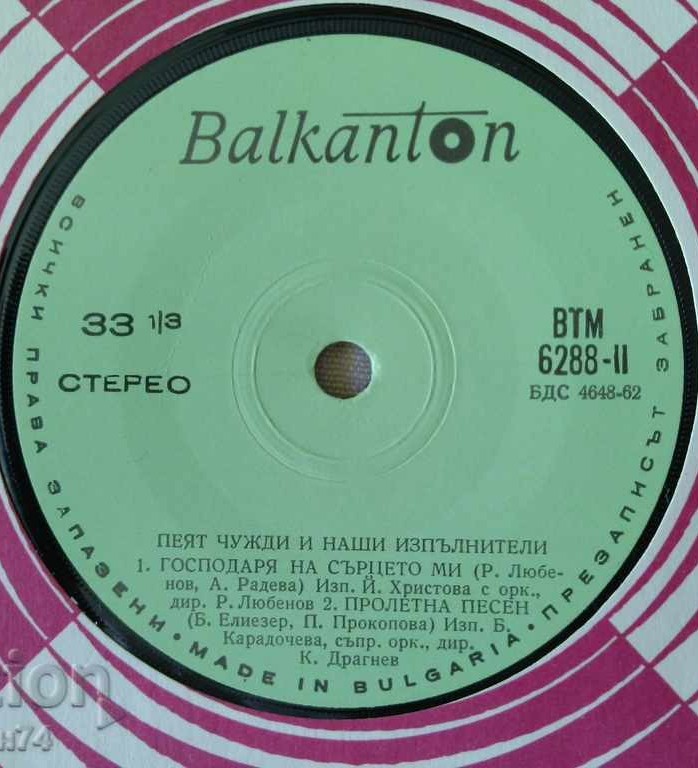 Balkanton
33 1/3
СТЕРЕО
ВТМ
6288-II
БДС 4648-62
ПЕЯТ ЧУЖДИ И НАШИ ИЗПЪЛНИТЕЛИ
1. ГОСПОДАРЯ НА СЪРЦЕТО МИ (Р. Любе-
нов, А. Радева) Изп. Й. Христова с орк.,
дир. Р. Любенов 2. ПРОЛЕТНА ПЕСЕН
(Б. Елиезер, П. Прокопова) Изп. Б.
Карадочева, съпр. орк., дир.
К. Драгнев
ВСИЧКИ ПРАВА ЗАПАЗЕНИ • MADE IN BULGARIA • ПРЕЗАПИСЪТ ЗАБРАНЕН